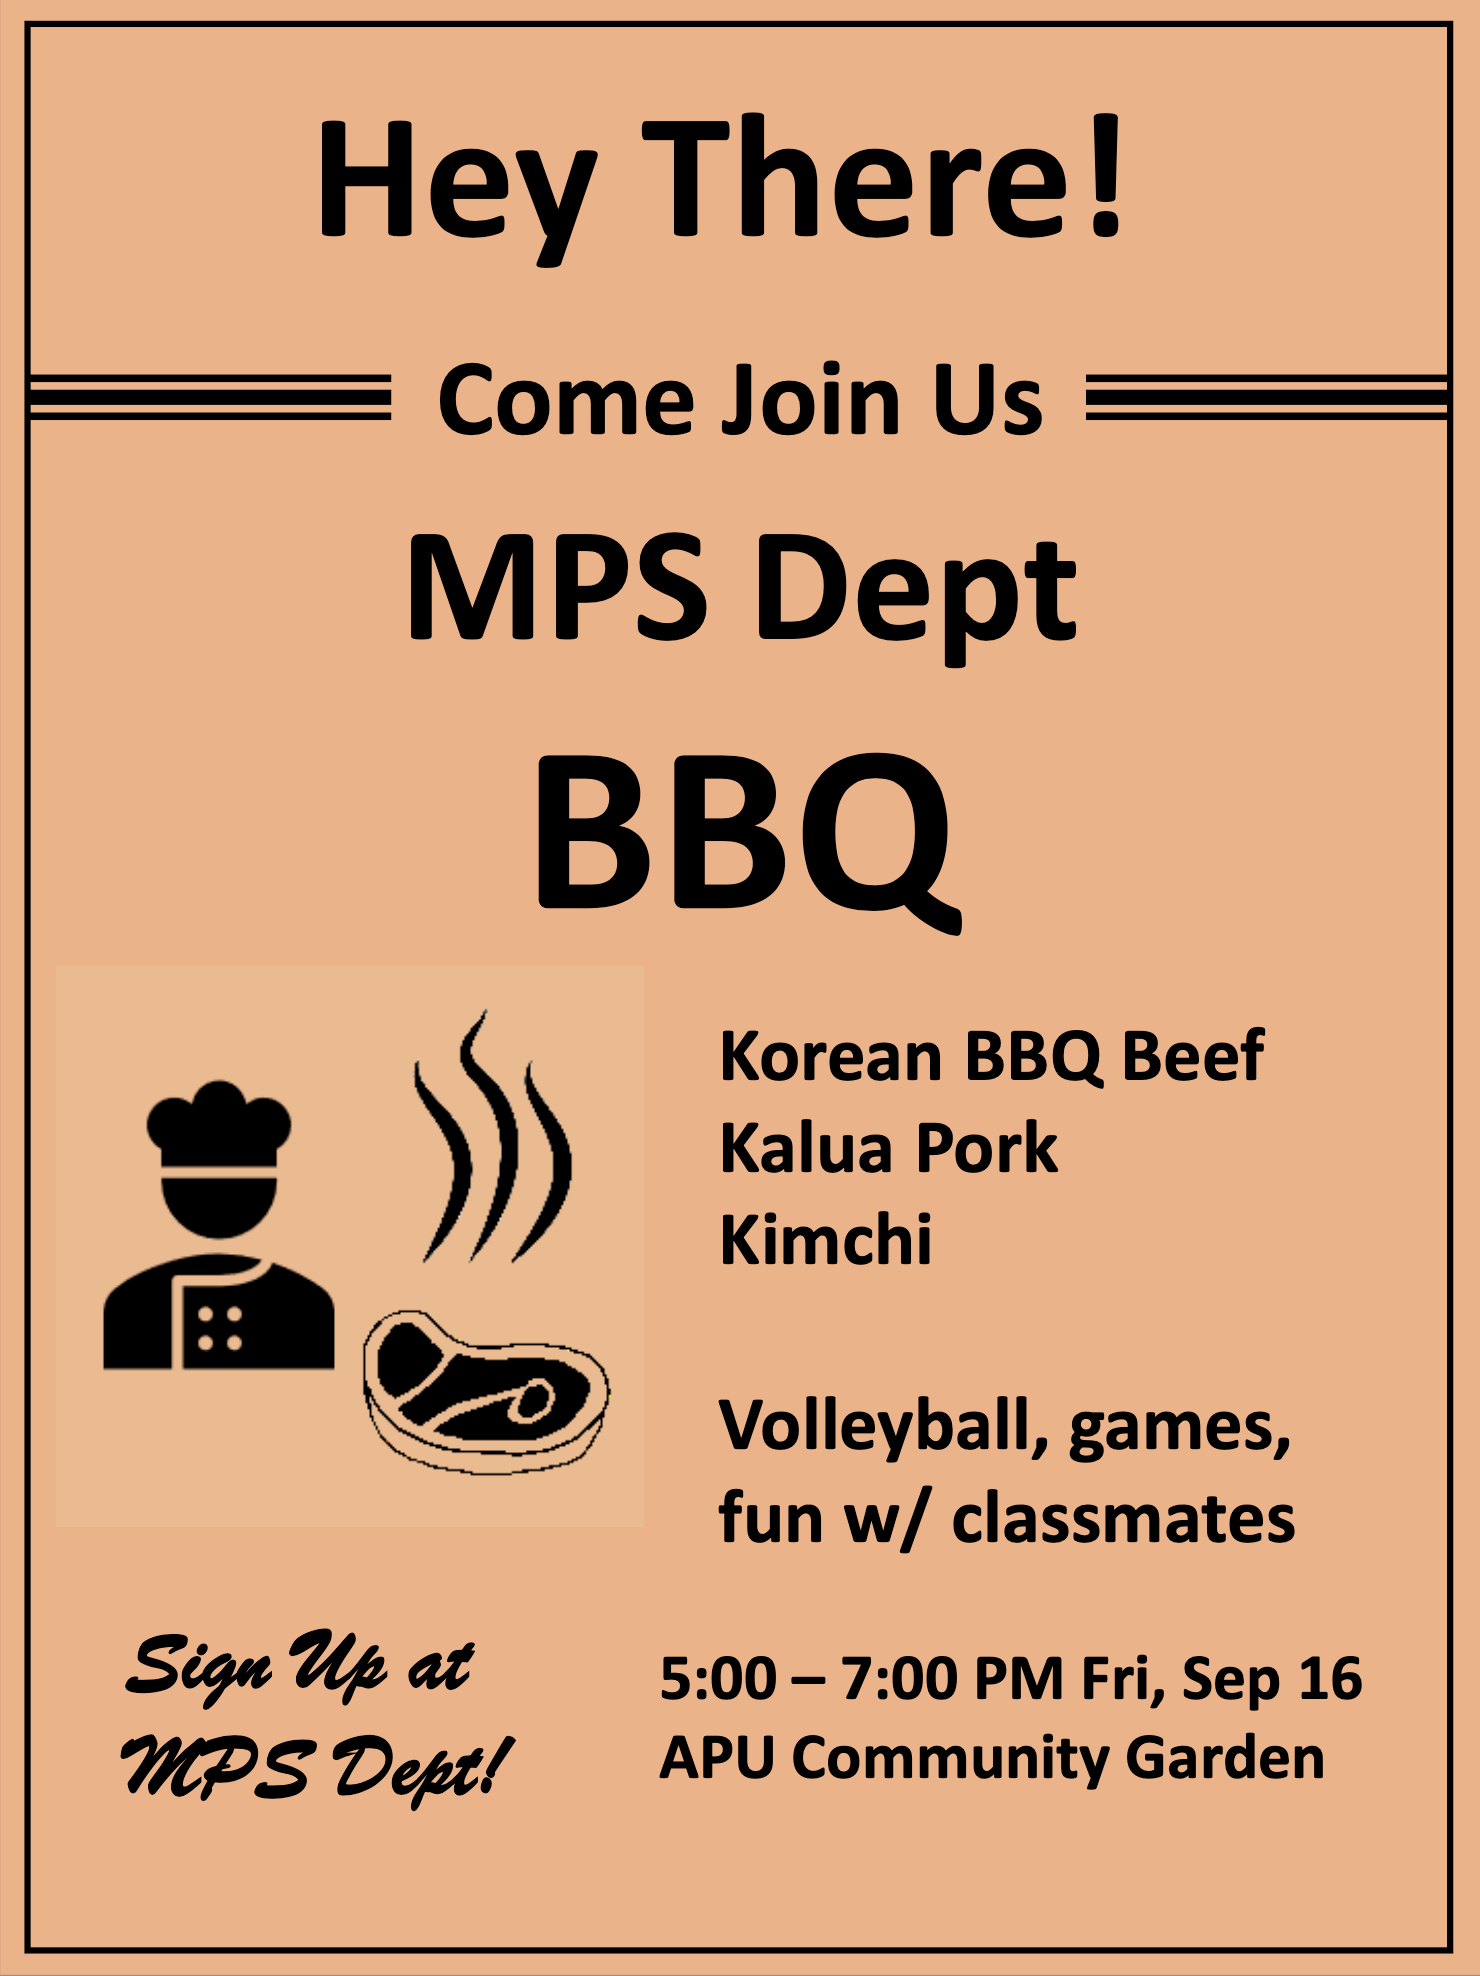 Hey There!
Come Join Us
MPS Dept
BBQ
Korean BBQ Beef
Kalua Pork
Kimchi
Volleyball, games,
fun w/ classmates
Sign Up at
MPS Dept!
5:00 – 7:00 PM Fri, Sep 16
APU Community Garden